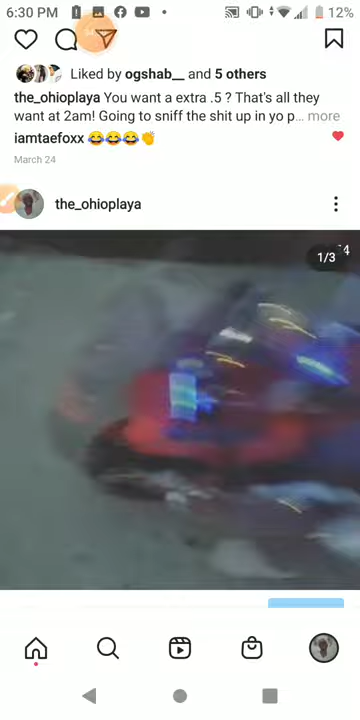 6:30 PM
12%
Liked by ogshab__ and 5 others
the_ohioplaya You want a extra .5 ? That's all they
want at 2am! Going to sniff the shit up in yo p... more
iamtaefoxx 😂😂😂👏
March 24
the_ohioplaya
1/3